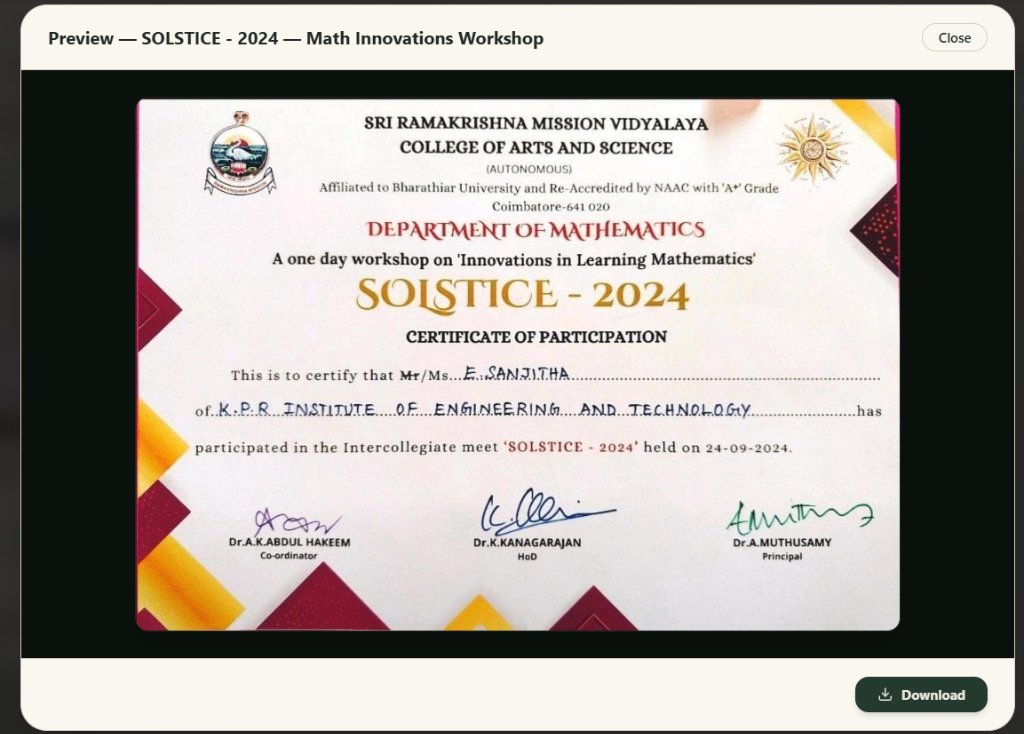 Preview — SOLSTICE - 2024 — Math Innovations Workshop
Close
SRI RAMAKRISHNA MISSION VIDYALAYA
COLLEGE OF ARTS AND SCIENCE
(AUTONOMOUS)
Affiliated to Bharathiar University and Re-Accredited by NAAC with 'A+' Grade
Coimbatore-641 020
DEPARTMENT OF MATHEMATICS
A one day workshop on 'Innovations in Learning Mathematics'
SOLSTICE - 2024
CERTIFICATE OF PARTICIPATION
This is to certify that Mr/Ms...E.SANJITHA
of K.P.R INSTITUTE OF ENGINEERING AND TECHNOLOGY has
participated in the Intercollegiate meet ‘SOLSTICE - 2024’ held on 24-09-2024.
Dr.A.K.ABDUL HAKEEM
Co-ordinator
Dr.K.KANAGARAJAN
HoD
Dr.A.MUTHUSAMY
Principal
Download